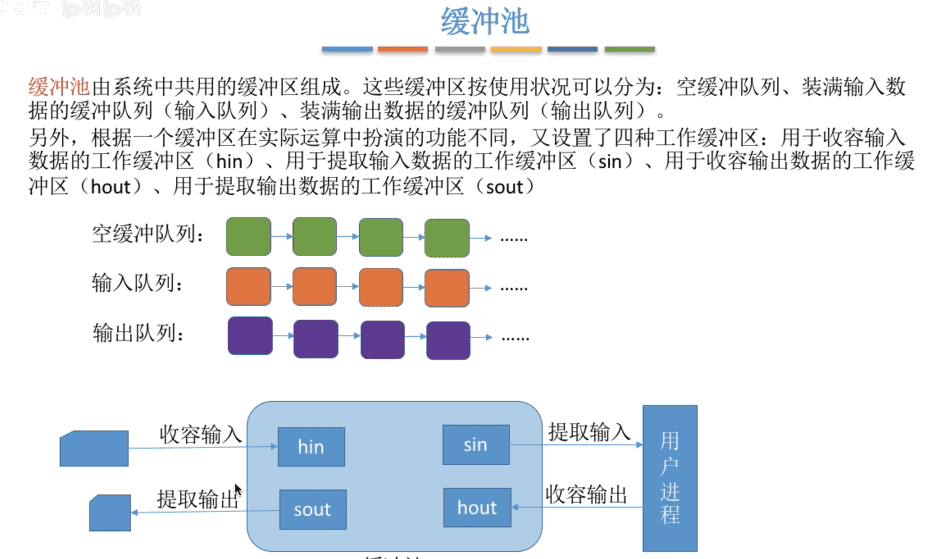 缓冲池
缓冲池由系统中共用的缓冲区组成。这些缓冲区按使用状况可以分为：空缓冲队列、装满输入数
据的缓冲队列（输入队列）、装满输出数据的缓冲队列（输出队列）。
另外，根据一个缓冲区在实际运算中扮演的功能不同，又设置了四种工作缓冲区：用于收容输入
数据的工作缓冲区（hin）、用于提取输入数据的工作缓冲区（sin）、用于收容输出数据的工作缓
冲区（hout）、用于提取输出数据的工作缓冲区（sout）
空缓冲队列：
……
输入队列：
……
输出队列：
……
收容输入
hin
sin
提取输入
提取输出
sout
hout
收容输出
用户进程